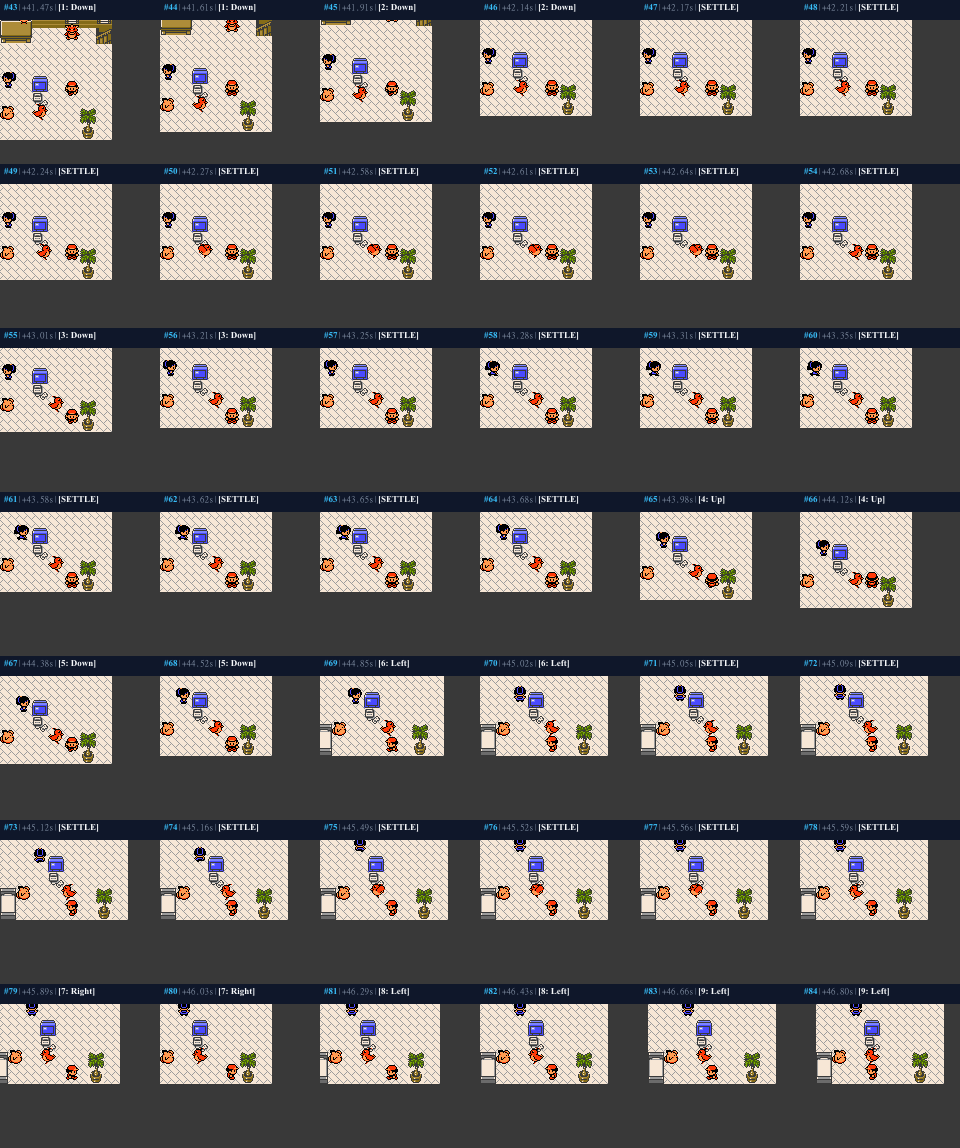 #43|+41.47s|[1: Down] #44|+41.61s|[1: Down] #45|+41.91s|[2: Down] #46|+42.14s|[2: Down] #47|+42.17s|[SETTLE] #48|+42.21s|[SETTLE]
#49|+42.24s|[SETTLE] #50|+42.27s|[SETTLE] #51|+42.58s|[SETTLE] #52|+42.61s|[SETTLE] #53|+42.64s|[SETTLE] #54|+42.68s|[SETTLE]
#55|+43.01s|[3: Down] #56|+43.21s|[3: Down] #57|+43.25s|[SETTLE] #58|+43.28s|[SETTLE] #59|+43.31s|[SETTLE] #60|+43.35s|[SETTLE]
#61|+43.58s|[SETTLE] #62|+43.62s|[SETTLE] #63|+43.65s|[SETTLE] #64|+43.68s|[SETTLE] #65|+43.98s|[4: Up] #66|+44.12s|[4: Up]
#67|+44.38s|[5: Down] #68|+44.52s|[5: Down] #69|+44.85s|[6: Left] #70|+45.02s|[6: Left] #71|+45.05s|[SETTLE] #72|+45.09s|[SETTLE]
#73|+45.12s|[SETTLE] #74|+45.16s|[SETTLE] #75|+45.49s|[SETTLE] #76|+45.52s|[SETTLE] #77|+45.56s|[SETTLE] #78|+45.59s|[SETTLE]
#79|+45.89s|[7: Right] #80|+46.03s|[7: Right] #81|+46.29s|[8: Left] #82|+46.43s|[8: Left] #83|+46.66s|[9: Left] #84|+46.80s|[9: Left]